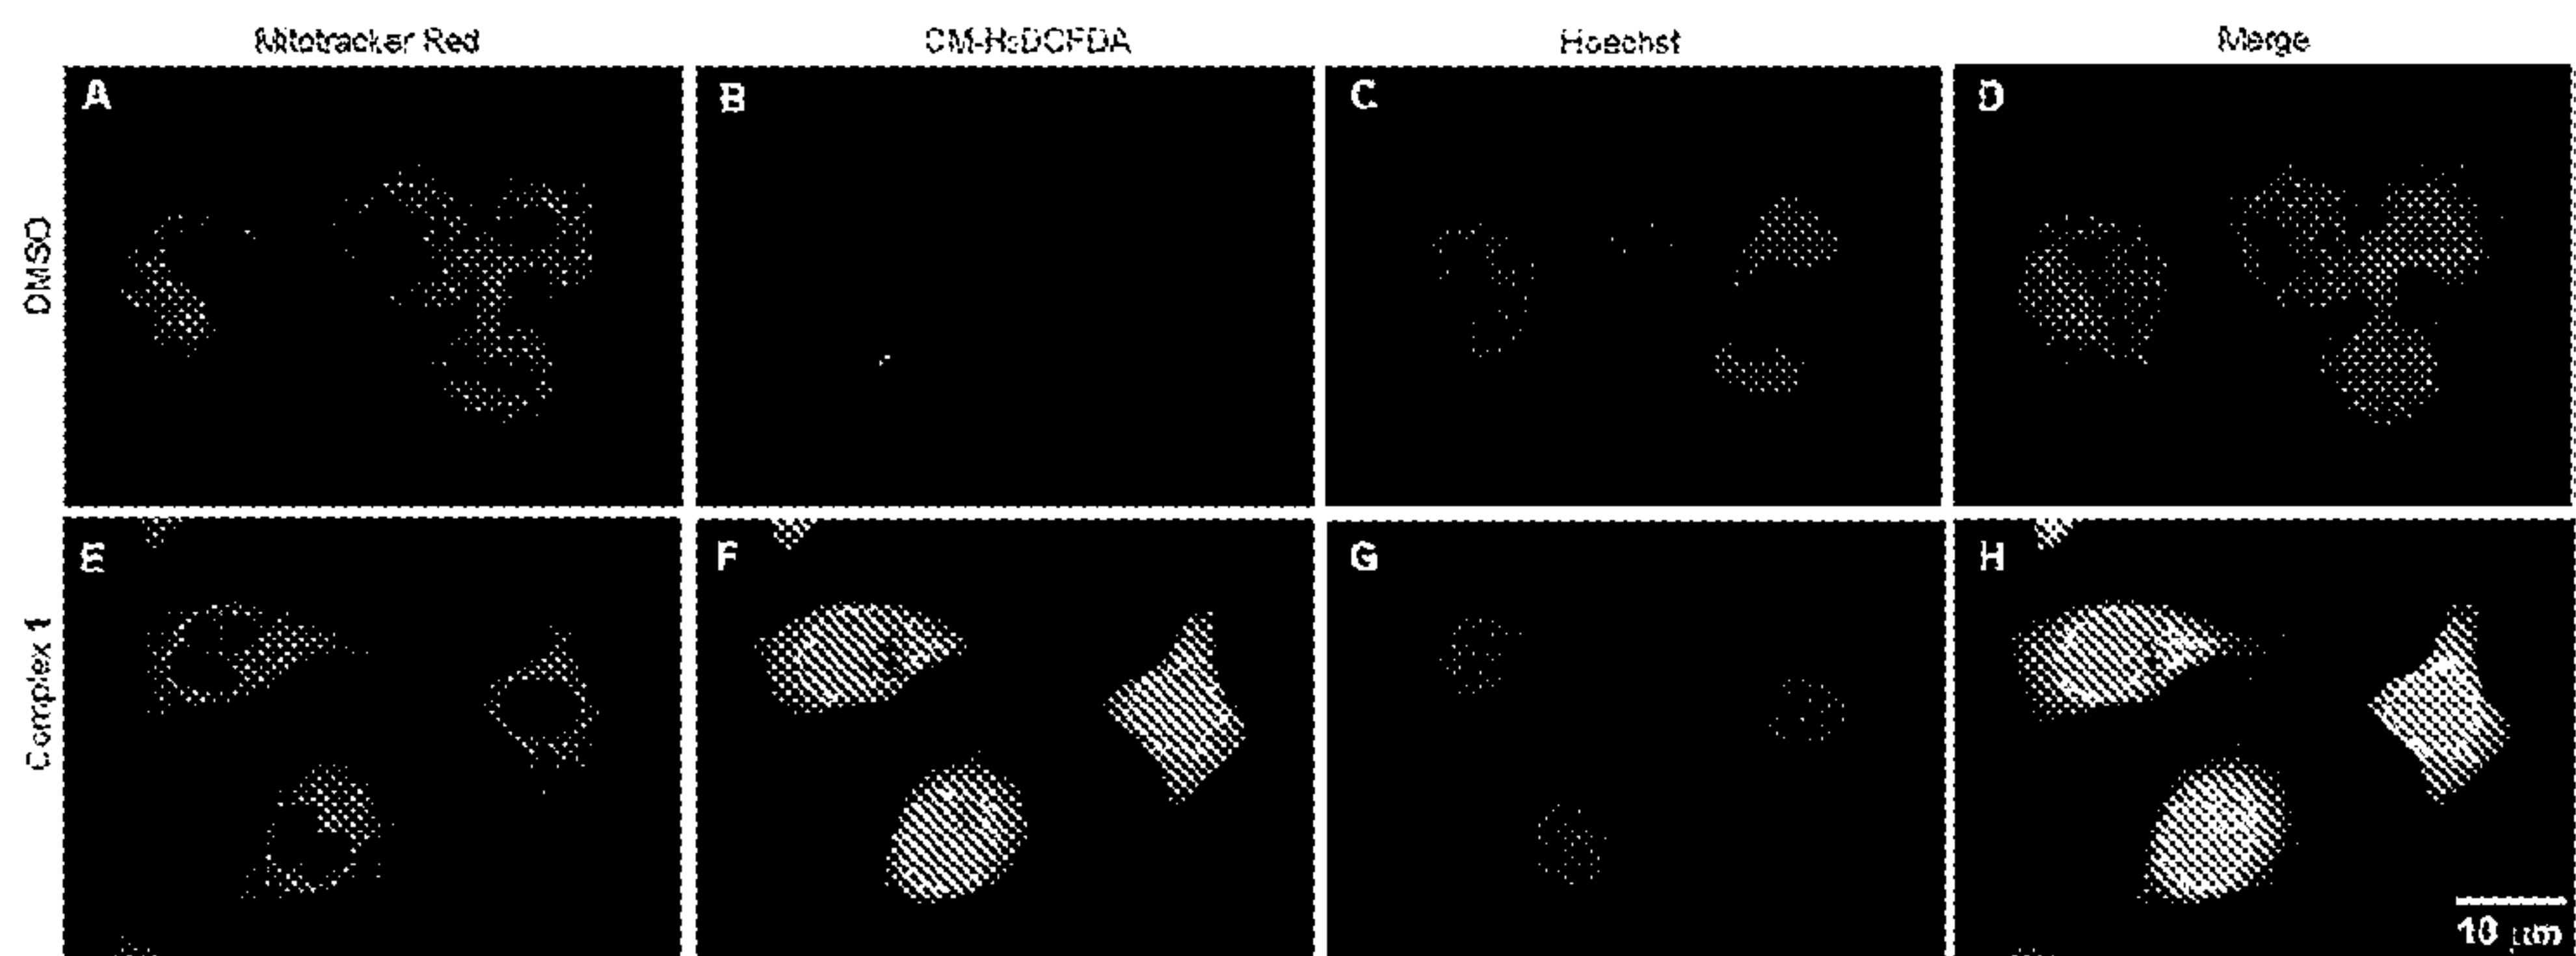 Mitotracker Red
CM-H₂DCFDA
Hoechst
Merge
DMSO
A
B
C
D
Complex 1
E
F
G
H
10 μm